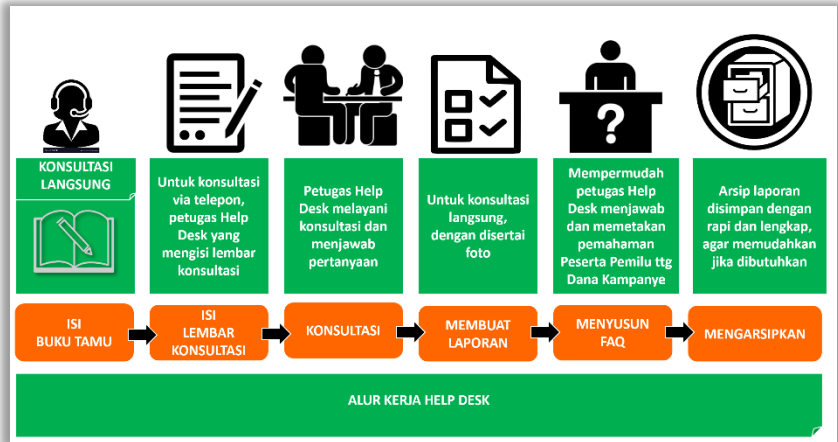 KONSULTASI
LANGSUNG
Untuk konsultasi
via telepon,
petugas Help
Desk yang
mengisi lembar
konsultasi
Petugas Help
Desk melayani
konsultasi dan
menjawab
pertanyaan
Untuk konsultasi
langsung,
dengan disertai
foto
Mempermudah
petugas Help
Desk menjawab
dan memetakan
pemahaman
Peserta Pemilu ttg
Dana Kampanye
Arsip laporan
disimpan dengan
rapi dan lengkap,
agar memudahkan
jika dibutuhkan
ISI
BUKU TAMU
ISI
LEMBAR
KONSULTASI
KONSULTASI
MEMBUAT
LAPORAN
MENYUSUN
FAQ
MENGARSIPKAN
ALUR KERJA HELP DESK
?